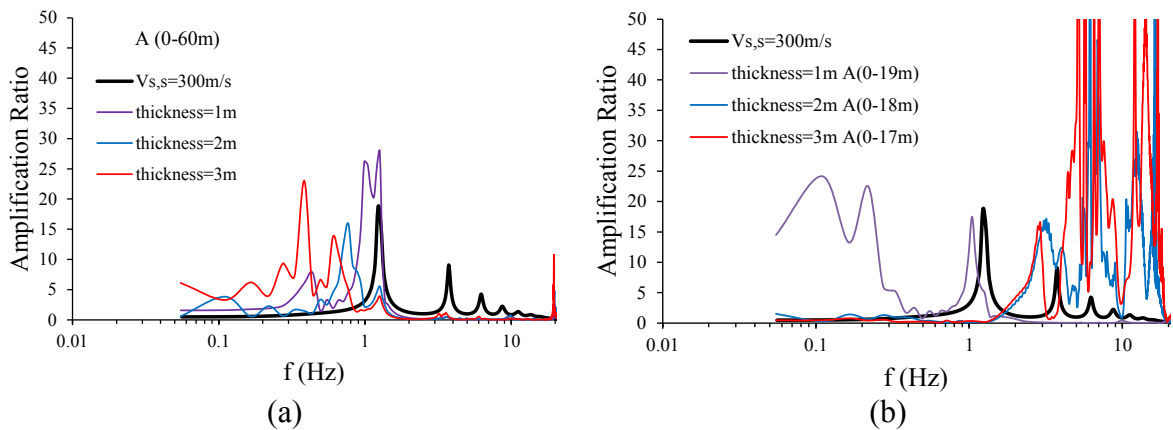 50
45
40
35
30
25
20
15
10
5
0
Amplification Ratio
A (0-60m)
Vs,s=300m/s
thickness=1m
thickness=2m
thickness=3m
0.01
0.1
1
10
f (Hz)
(a)
50
45
40
35
30
25
20
15
10
5
0
Amplification Ratio
Vs,s=300m/s
thickness=1m A(0-19m)
thickness=2m A(0-18m)
thickness=3m A(0-17m)
0.01
0.1
1
10
f (Hz)
(b)